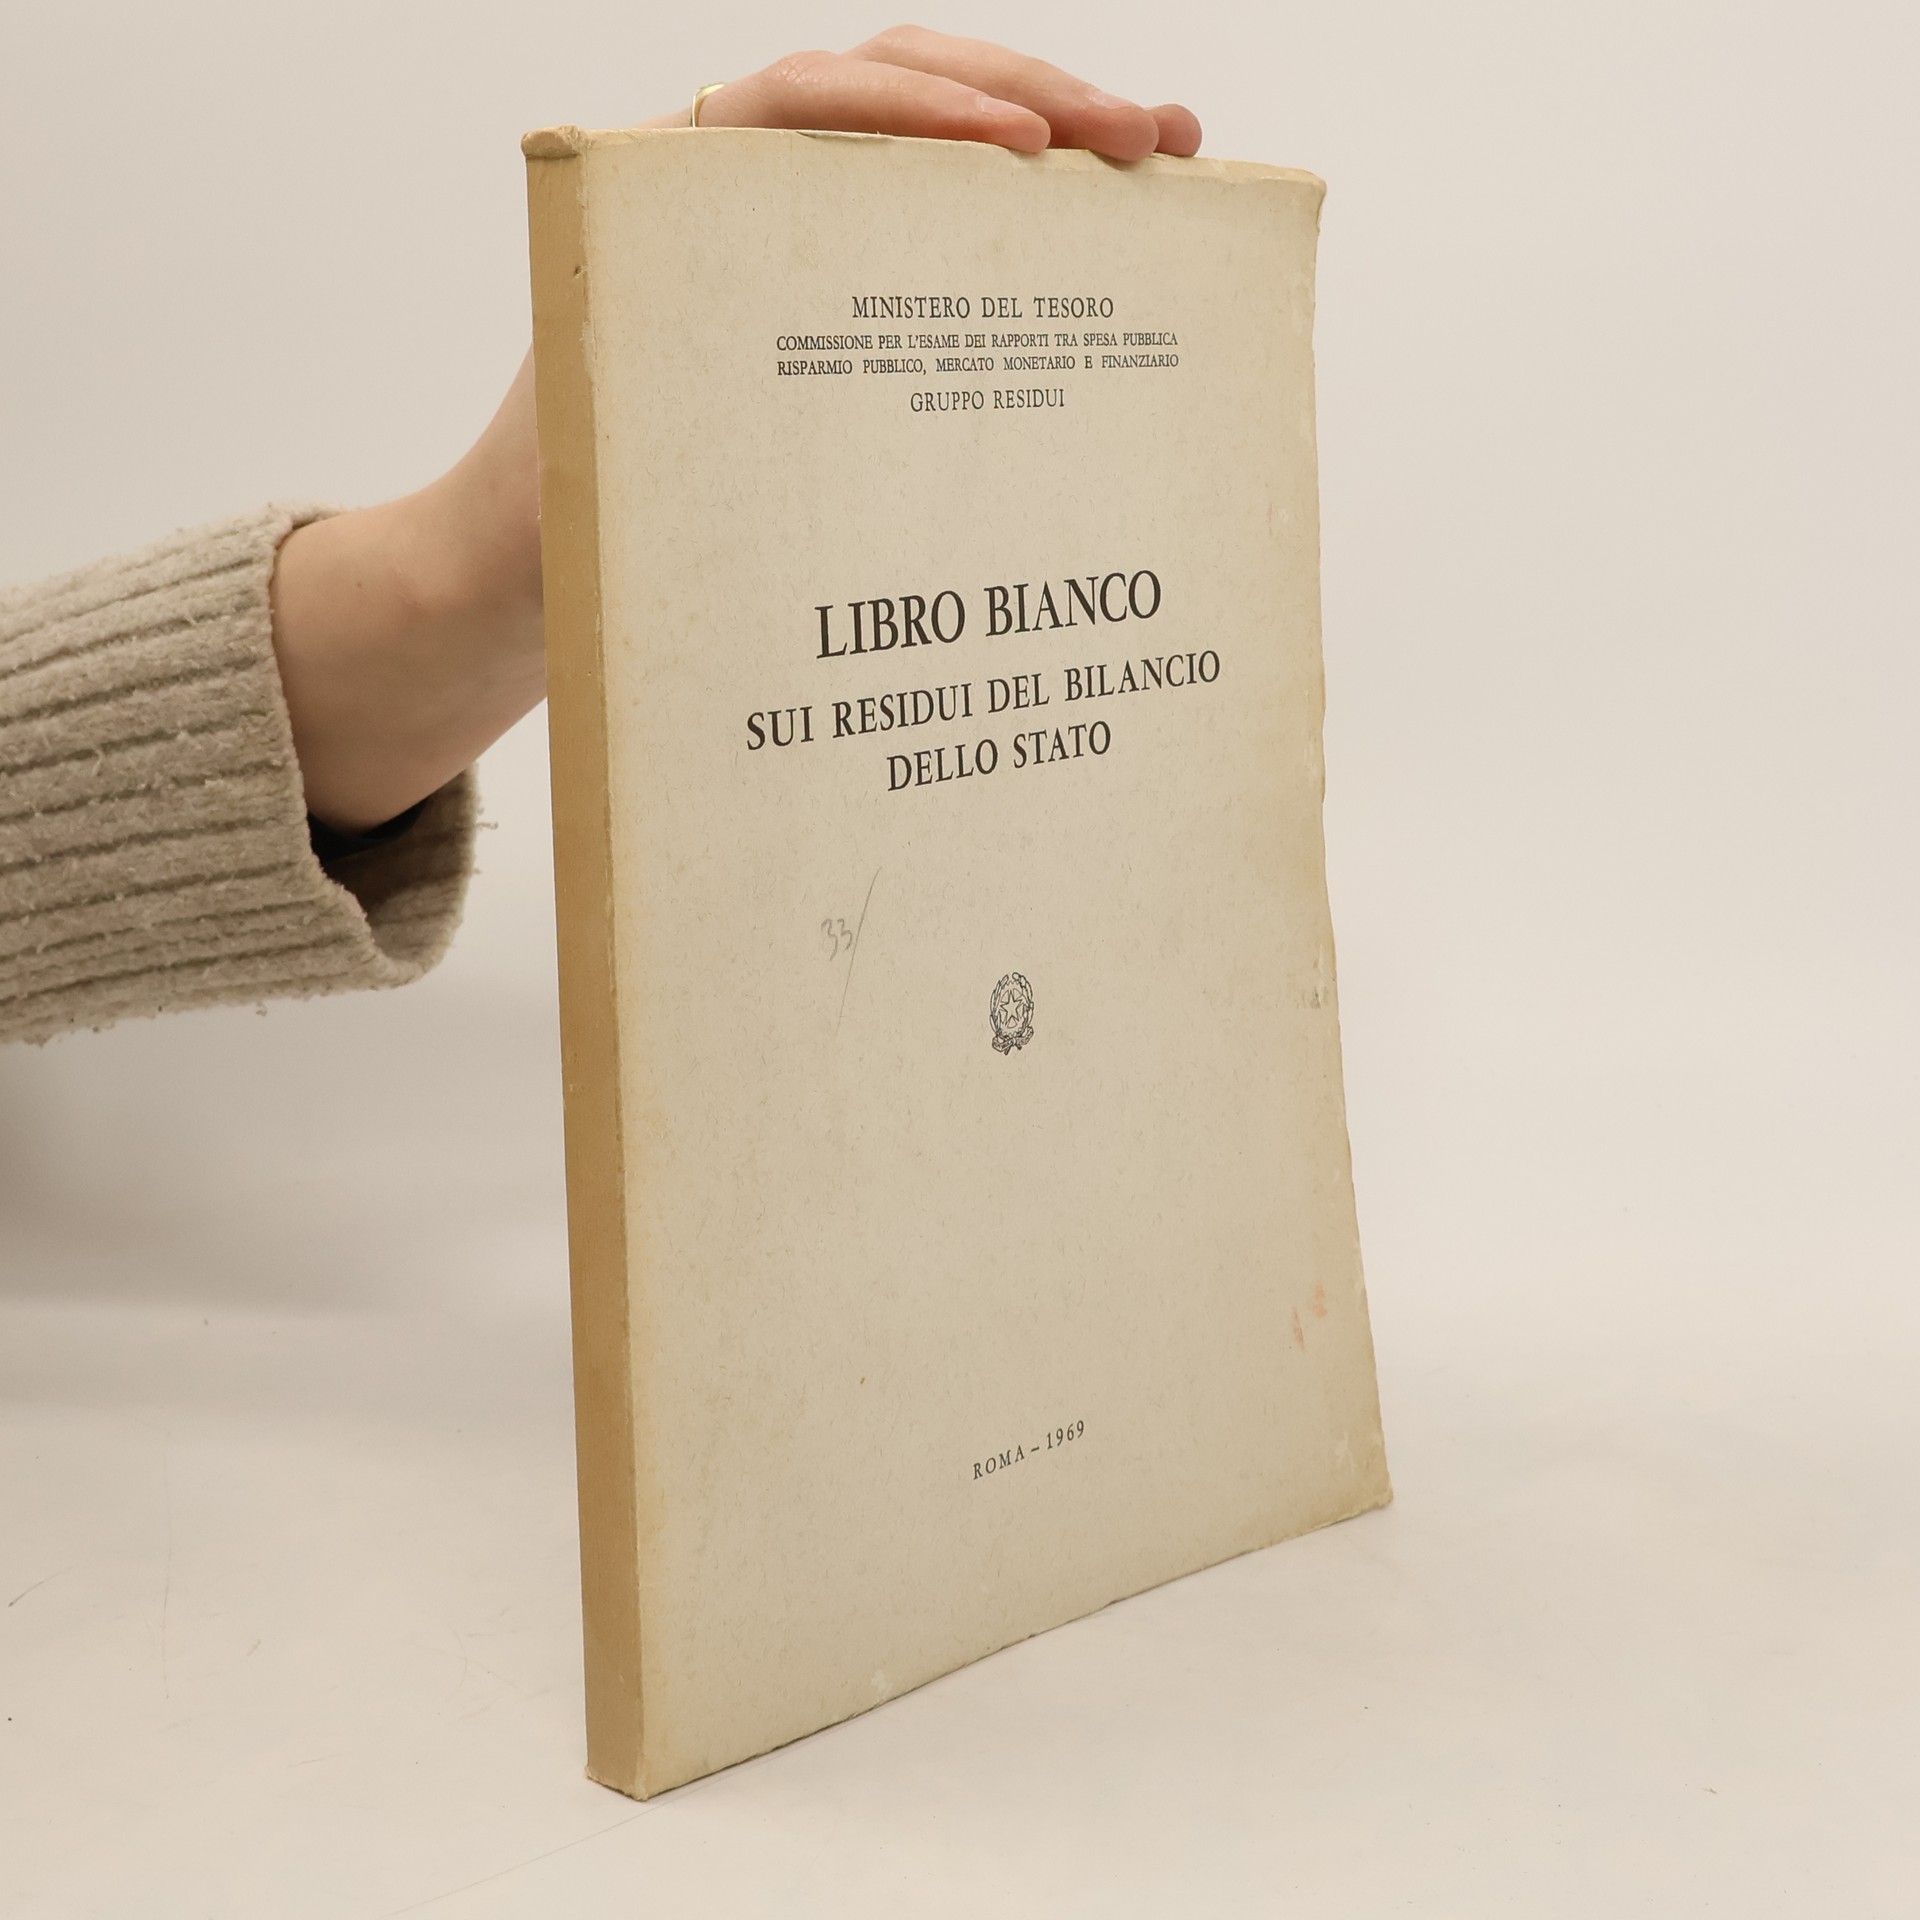 MINISTERO DEL TESORO
COMMISSIONE PER L'ESAME DEI RAPPORTI TRA SPESA PUBBLICA
RISPARMIO PUBBLICO, MERCATO MONETARIO E FINANZIARIO
GRUPPO RESIDUI
LIBRO BIANCO
SUI RESIDUI DEL BILANCIO
DELLO STATO
33/
ROMA - 1969